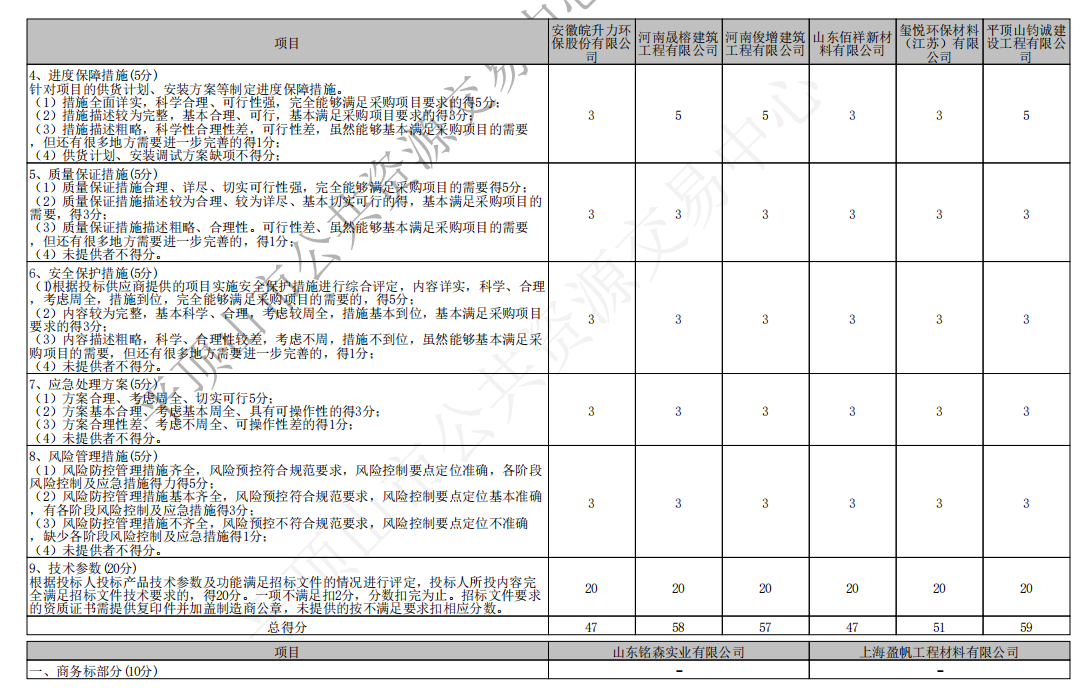 项目
安徽皖升力环
保股份有限公
司
河南晟榕建筑
工程有限公司
河南俊增建筑
工程有限公司
山东佰祥新材
料有限公司
玺悦环保材料
（江苏）有限
公司
平顶山钧诚建
设工程有限公
司
4、进度保障措施(5分)
针对项目的供货计划、安装方案等制定进度保障措施。
（1）措施全面详实，科学合理、可行性强，完全能够满足采购项目要求的得5分；
（2）措施描述较为完整，基本合理、可行，基本满足采购项目要求的得3分；
（3）措施描述粗略，科学性合理性差，可行性差，虽然能够基本满足采购项目的需要
，但还有很多地方需要进一步完善的得1分；
（4）供货计划、安装调试方案缺项不得分；
3 5 5 3 3 5
5、质量保证措施(5分)
（1）质量保证措施合理、详尽、切实可行性强，完全能够满足采购项目的需要得5分；
（2）质量保证措施描述较为合理、较为详尽、基本切实可行的得，基本满足采购项目的
需要，得3分；
（3）质量保证措施描述粗略、合理性。可行性差、虽然能够基本满足采购项目的需要
，但还有很多地方需要进一步完善的，得1分；
（4）未提供者不得分。
3 3 3 3 3 3
6、安全保护措施(5分)
（1)根据投标供应商提供的项目实施安全保护措施进行综合评定，内容详实，科学、合理
，考虑周全，措施到位，完全能够满足采购项目的需要的，得5分；
（2）内容较为完整，基本科学、合理，考虑较周全，措施基本到位，基本满足采购项目
要求的得3分；
（3）内容描述粗略，科学、合理性较差，考虑不周，措施不到位，虽然能够基本满足采
购项目的需要，但还有很多地方需要进一步完善的，得1分；
（4）未提供者不得分。
3 3 3 3 3 3
7、应急处理方案(5分)
（1）方案合理、考虑周全、切实可行5分；
（2）方案基本合理、考虑基本周全、具有可操作性的得3分；
（3）方案合理性差、考虑不周全、可操作性差的得1分；
（4）未提供者不得分。
3 3 3 3 3 3
8、风险管理措施(5分)
（1）风险防控管理措施齐全，风险预控符合规范要求，风险控制要点定位准确，各阶段
风险控制及应急措施得力得5分；
（2）风险防控管理措施基本齐全，风险预控符合规范要求，风险控制要点定位基本准确
，有各阶段风险控制及应急措施得3分；
（3）风险防控管理措施不齐全，风险预控不符合规范要求，风险控制要点定位不准确
，缺少各阶段风险控制及应急措施得1分；
（4）未提供者不得分。
3 3 3 3 3 3
9、技术参数(20分)
根据投标人投标产品技术参数及功能满足招标文件的情况进行评定，投标人所投内容完
全满足招标文件技术要求的，得20分。一项不满足扣2分，分数扣完为止。招标文件要求
的资质证书需提供复印件并加盖制造商公章，未提供的按不满足要求扣相应分数。
20 20 20 20 20 20
总得分 47 58 57 47 51 59
项目 山东铭森实业有限公司 上海盈帆工程材料有限公司
一、商务标部分(10分) - -
平顶山市公共资源交易中心
平顶山市公共资源交易中心